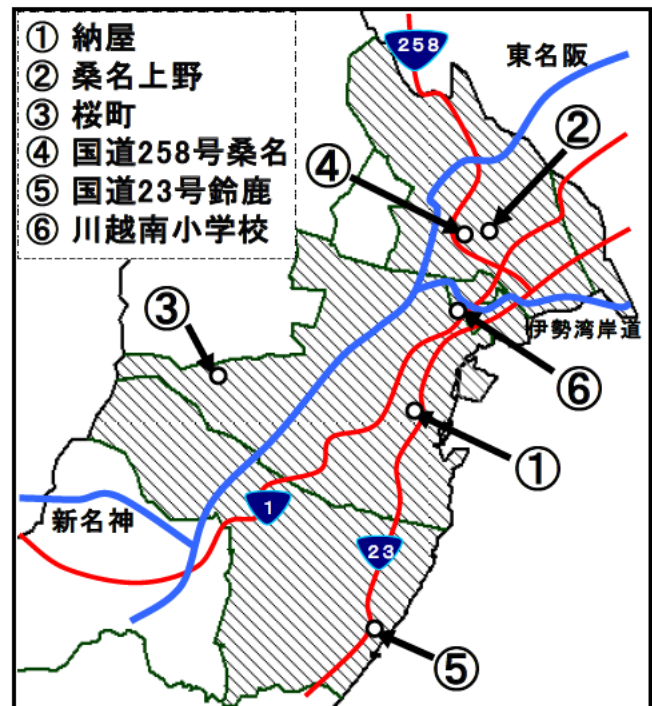 ① 納屋
② 桑名上野
③ 桜町
④ 国道258号桑名
⑤ 国道23号鈴鹿
⑥ 川越南小学校
258
東名阪
②
④
伊勢湾岸道
③
⑥
①
新名神
1
23
⑤